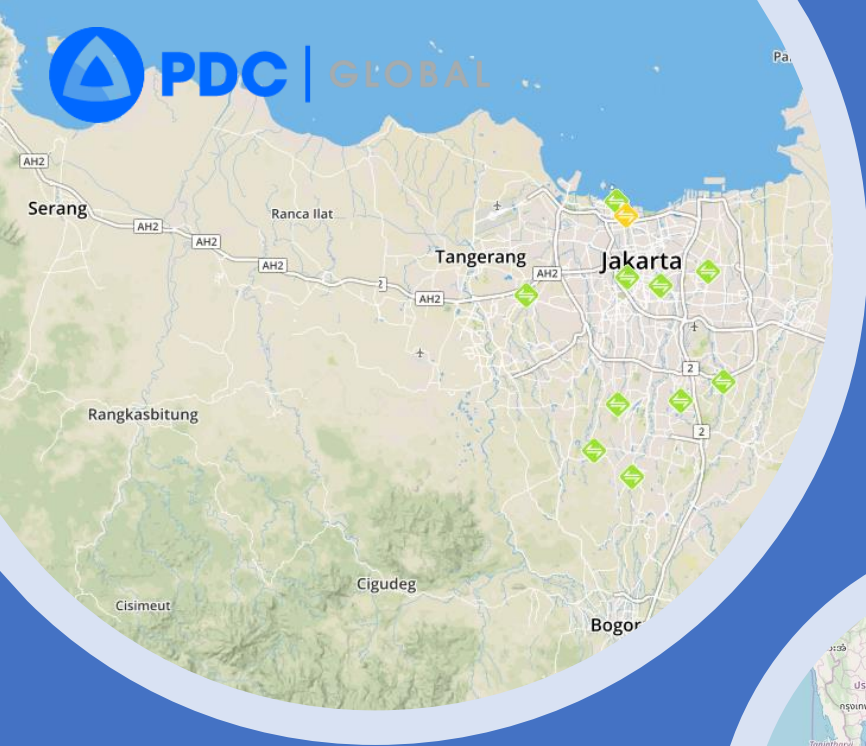 PDC | GLOBAL
Pa
AH2
Serang
AH2
Ranca Ilat
AH2
Tangerang
Jakarta
AH2
AH2
2
AH2
2
Rangkasbitung
2
Cigudeg
Cisimeut
Bogor